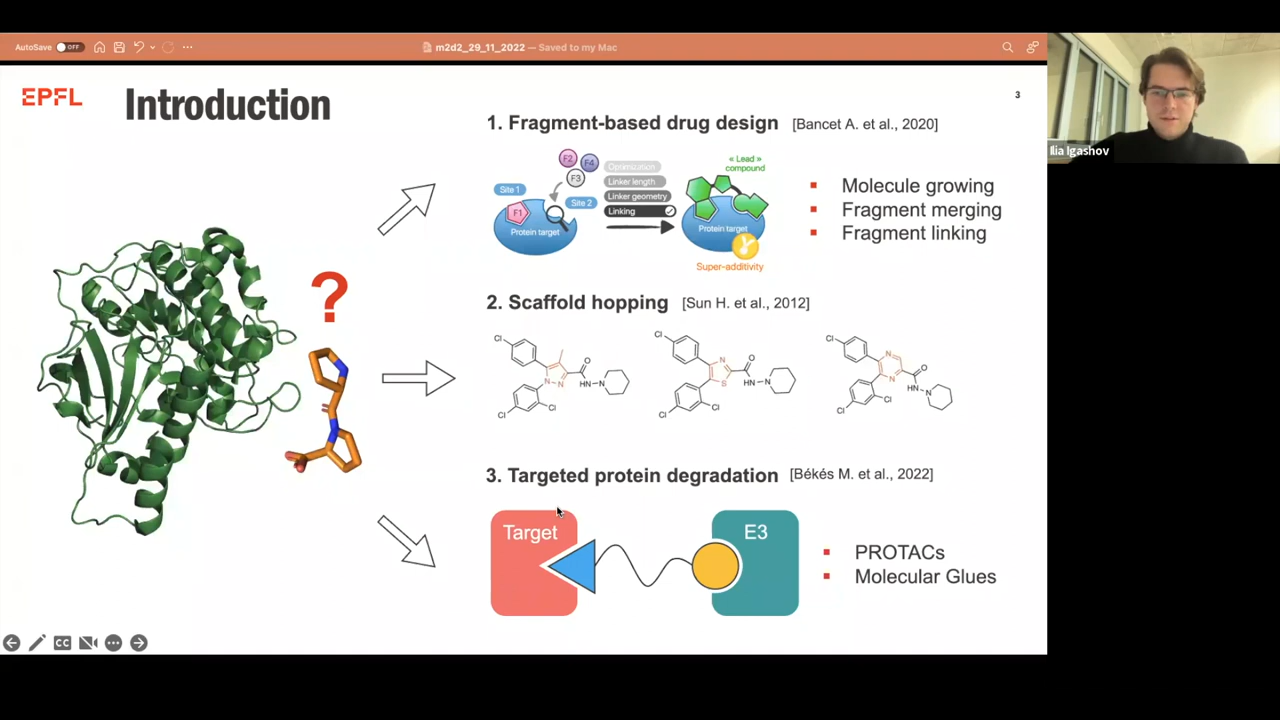 AutoSave OFF
m2d2_29_11_2022 — Saved to my Mac
EPFL
Introduction
3
Ilia Igashov
1. Fragment-based drug design [Bancet A. et al., 2020]
F2
F4
F3
Site 1
Site 2
F1
Protein target
Optimization
Linker length
Linker geometry
Linking
« Lead »
compound
Protein target
Super-additivity
Molecule growing
Fragment merging
Fragment linking
?
2. Scaffold hopping [Sun H. et al., 2012]
Cl
N
N
O
HN
N
Cl
Cl
Cl
N
S
O
HN
N
Cl
Cl
Cl
N
N
O
HN
N
Cl
Cl
3. Targeted protein degradation [Békés M. et al., 2022]
Target
E3
PROTACs
Molecular Glues
CC